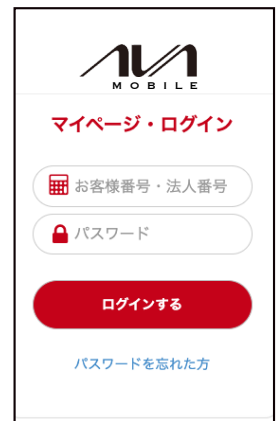 AVA
MOBILE
マイページ・ログイン
お客様番号・法人番号
パスワード
ログインする
パスワードを忘れた方